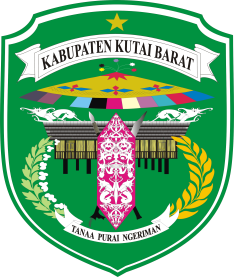 KABUPATEN KUTAI BARAT
TANAA PURAI NGERIMAN